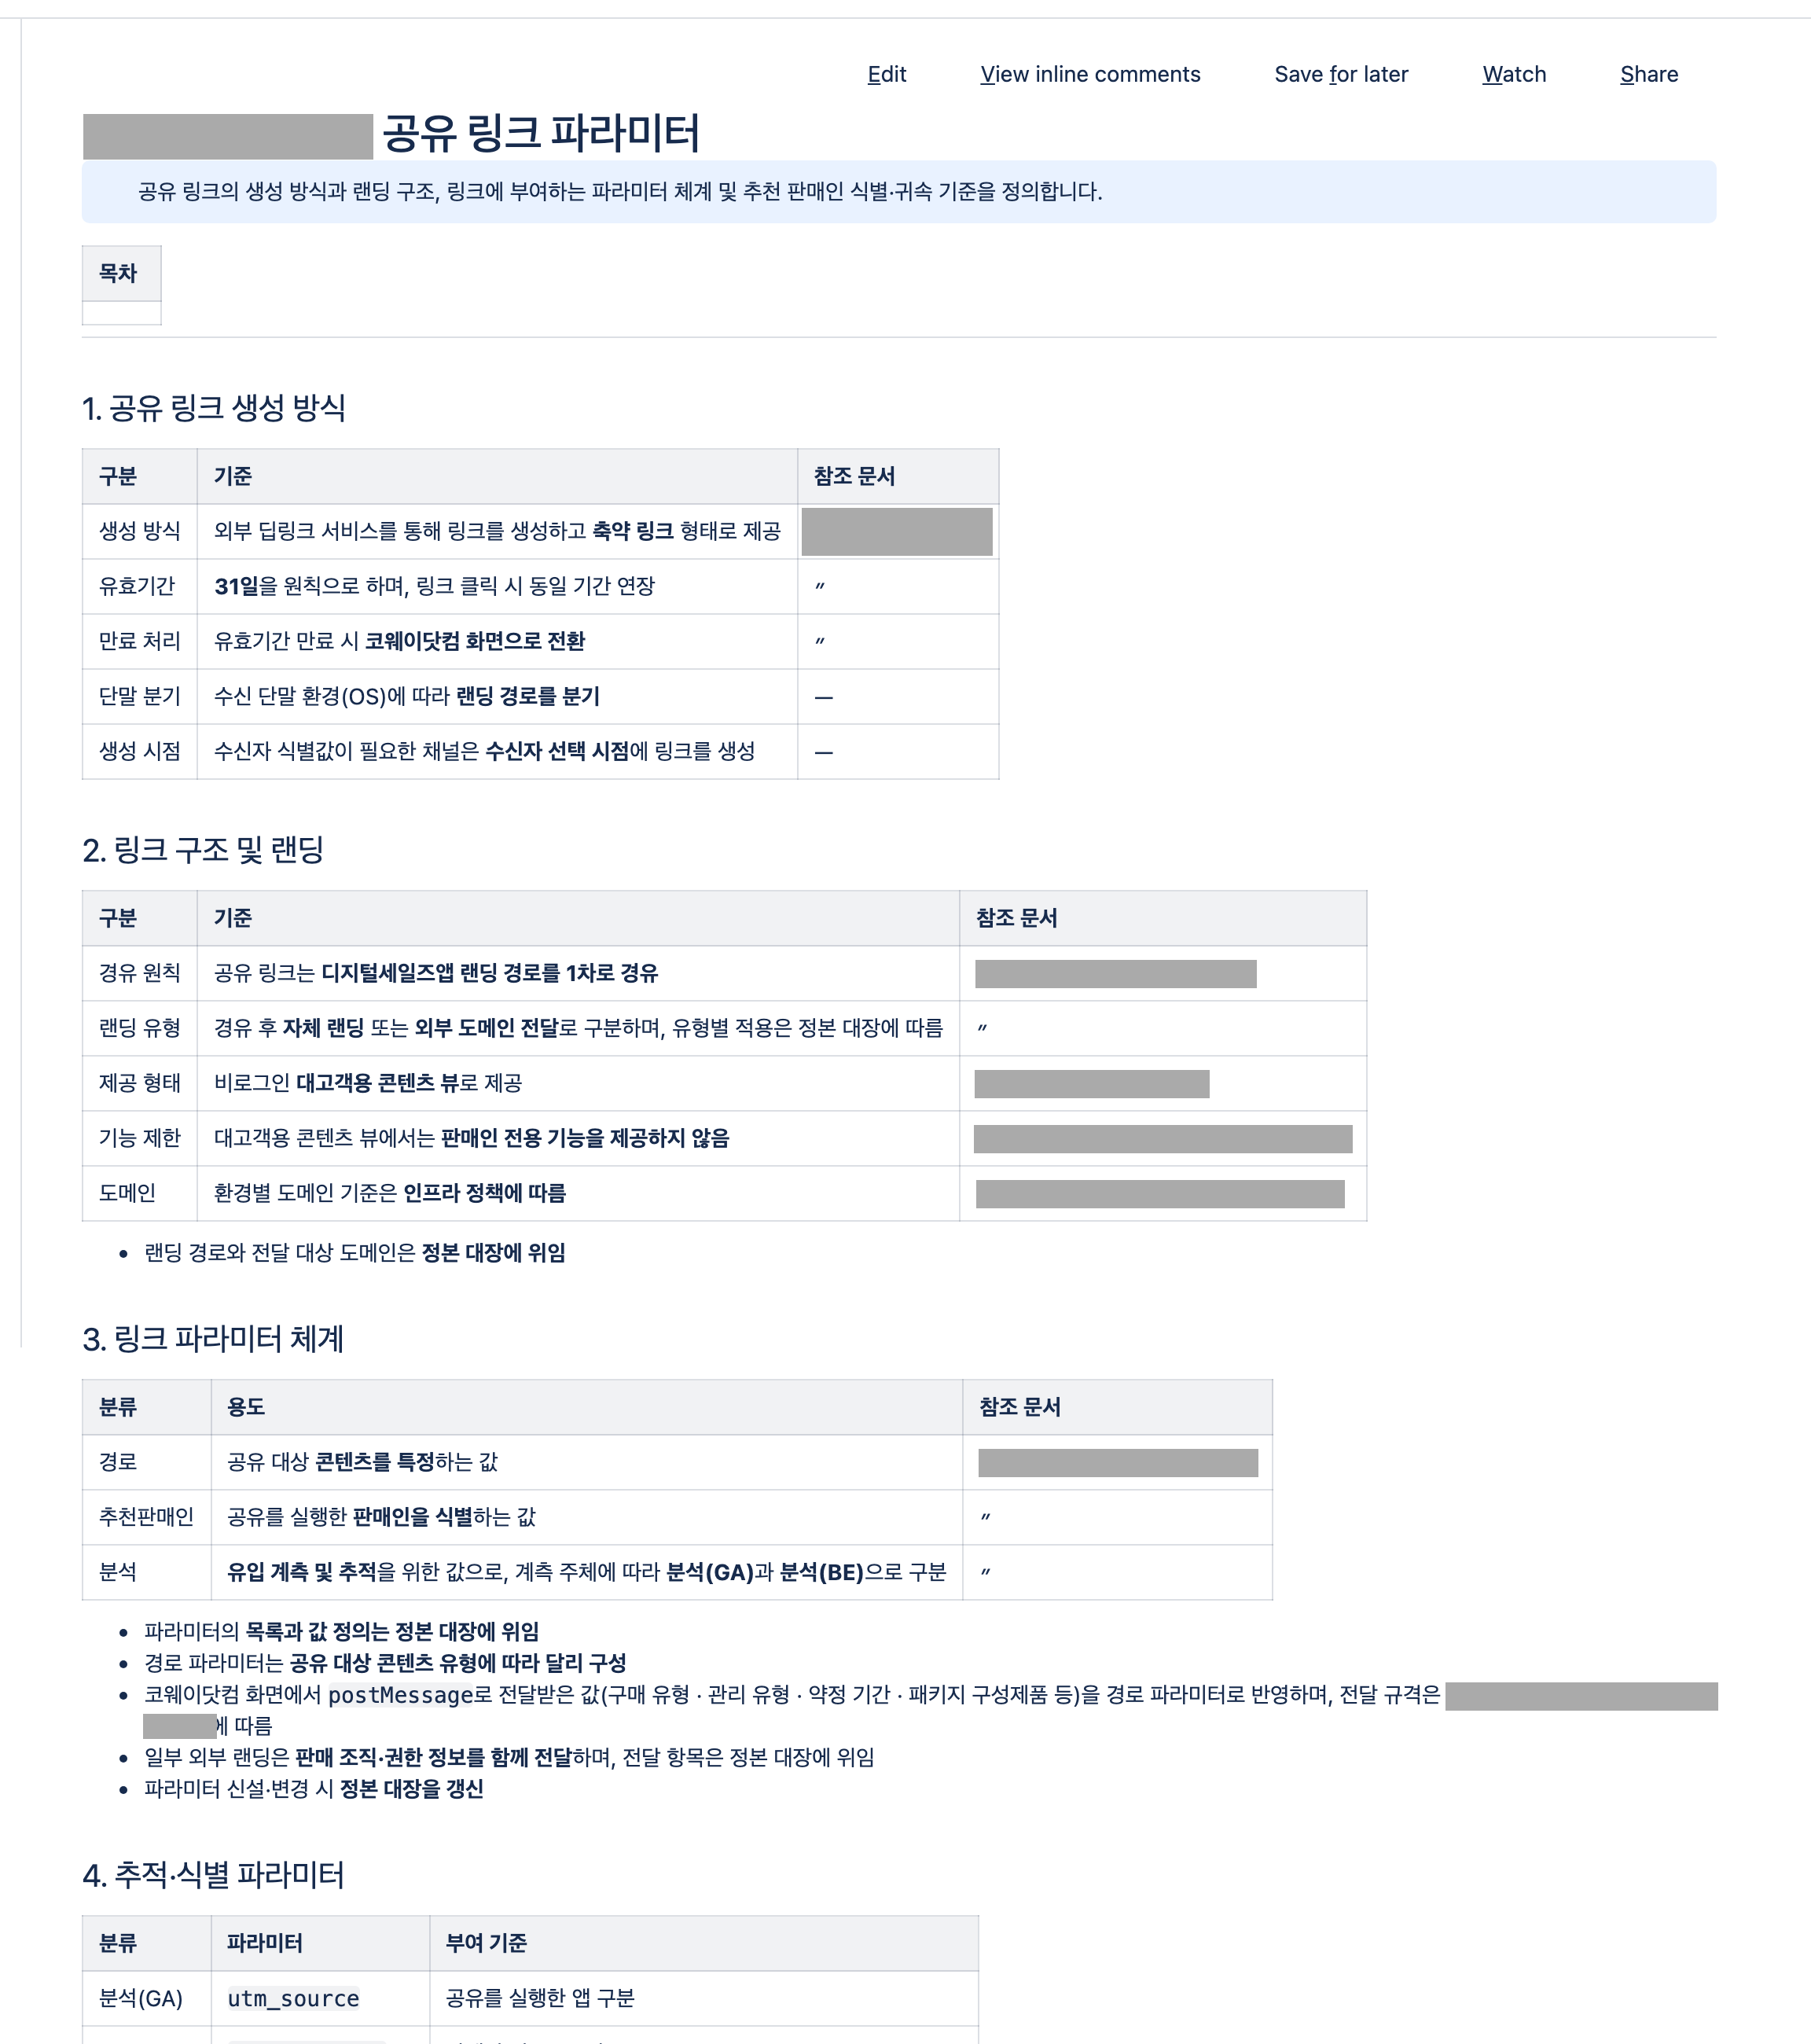 Edit View inline comments Save for later Watch Share
공유 링크 파라미터
공유 링크의 생성 방식과 랜딩 구조, 링크에 부여하는 파라미터 체계 및 추천 판매인 식별·귀속 기준을 정의합니다.
목차
1. 공유 링크 생성 방식
구분 기준 참조 문서
생성 방식 외부 딥링크 서비스를 통해 링크를 생성하고 축약 링크 형태로 제공
유효기간 31일을 원칙으로 하며, 링크 클릭 시 동일 기간 연장 〃
만료 처리 유효기간 만료 시 코웨이닷컴 화면으로 전환 〃
단말 분기 수신 단말 환경(OS)에 따라 랜딩 경로를 분기 —
생성 시점 수신자 식별값이 필요한 채널은 수신자 선택 시점에 링크를 생성 —
2. 링크 구조 및 랜딩
구분 기준 참조 문서
경유 원칙 공유 링크는 디지털세일즈앱 랜딩 경로를 1차로 경유
랜딩 유형 경유 후 자체 랜딩 또는 외부 도메인 전달로 구분하며, 유형별 적용은 정본 대장에 따름 〃
제공 형태 비로그인 대고객용 콘텐츠 뷰로 제공
기능 제한 대고객용 콘텐츠 뷰에서는 판매인 전용 기능을 제공하지 않음
도메인 환경별 도메인 기준은 인프라 정책에 따름
• 랜딩 경로와 전달 대상 도메인은 정본 대장에 위임
3. 링크 파라미터 체계
분류 용도 참조 문서
경로 공유 대상 콘텐츠를 특정하는 값
추천판매인 공유를 실행한 판매인을 식별하는 값 〃
분석 유입 계측 및 추적을 위한 값으로, 계측 주체에 따라 분석(GA)과 분석(BE)으로 구분 〃
• 파라미터의 목록과 값 정의는 정본 대장에 위임
• 경로 파라미터는 공유 대상 콘텐츠 유형에 따라 달리 구성
• 코웨이닷컴 화면에서 postMessage로 전달받은 값(구매 유형 · 관리 유형 · 약정 기간 · 패키지 구성제품 등)을 경로 파라미터로 반영하며, 전달 규격은
에 따름
• 일부 외부 랜딩은 판매 조직·권한 정보를 함께 전달하며, 전달 항목은 정본 대장에 위임
• 파라미터 신설·변경 시 정본 대장을 갱신
4. 추적·식별 파라미터
분류 파라미터 부여 기준
분석(GA) utm_source 공유를 실행한 앱 구분